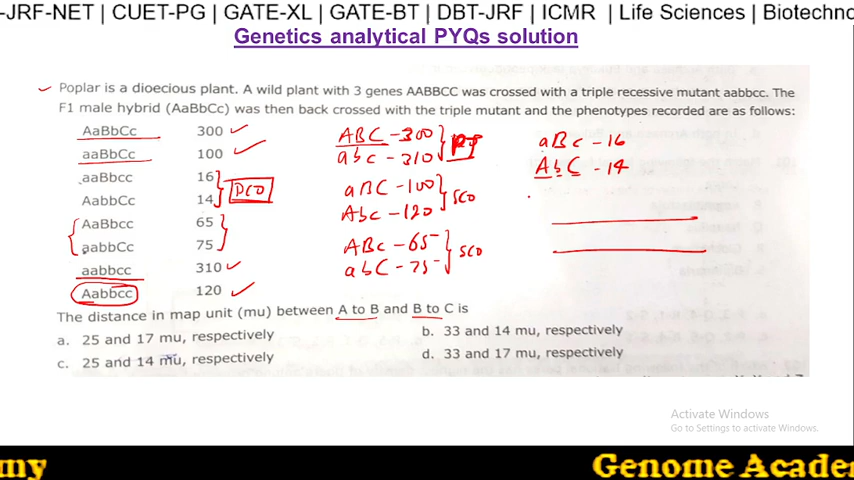 -JRF-NET | CUET-PG | GATE-XL | GATE-BT | DBT-JRF | ICMR | Life Sciences | Biotechno
Genetics analytical PYQs solution
Poplar is a dioecious plant. A wild plant with 3 genes AABBCC was crossed with a triple recessive mutant aabbcc. The
F1 male hybrid (AaBbCc) was then back crossed with the triple mutant and the phenotypes recorded are as follows:
AaBbCc 300
aaBbCc 100
aaBbcc 16
AabbCc 14
AaBbcc 65
aabbCc 75
aabbcc 310
Aabbcc 120
DCO
ABC - 300
abc - 310
aBC - 100
Abc - 120
SCO
ABc - 65
abC - 75
SCO
aBc - 16
AbC - 14
The distance in map unit (mu) between A to B and B to C is
a. 25 and 17 mu, respectively
b. 33 and 14 mu, respectively
c. 25 and 14 mu, respectively
d. 33 and 17 mu, respectively
Activate Windows
Go to Settings to activate Windows.
my
Genome Acade